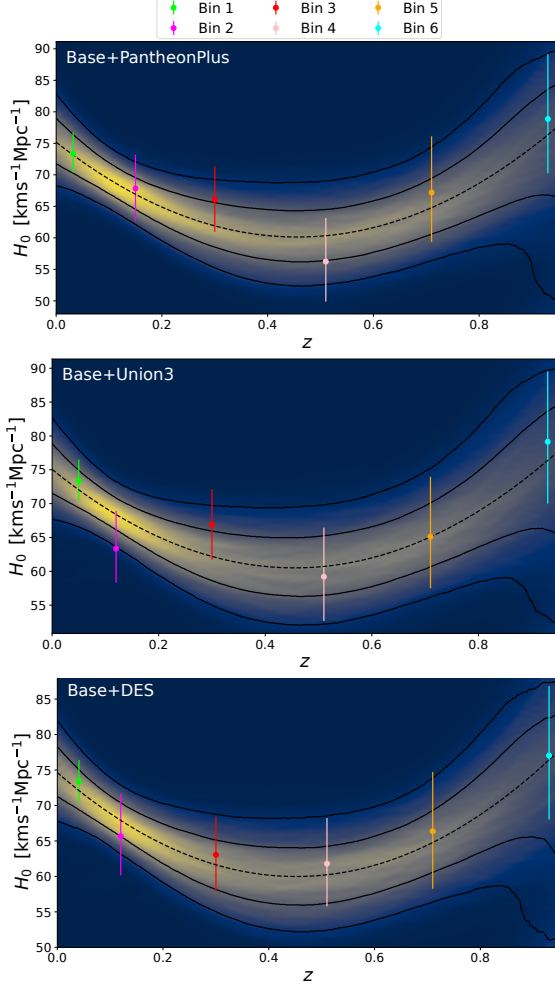 Bin 1 Bin 3 Bin 5
Bin 2 Bin 4 Bin 6
Base+PantheonPlus
90
85
80
75
70
65
60
55
50
H₀ [kms⁻¹Mpc⁻¹]
0.0 0.2 0.4 0.6 0.8
z
Base+Union3
90
85
80
75
70
65
60
55
H₀ [kms⁻¹Mpc⁻¹]
0.0 0.2 0.4 0.6 0.8
z
Base+DES
85
80
75
70
65
60
55
50
H₀ [kms⁻¹Mpc⁻¹]
0.0 0.2 0.4 0.6 0.8
z